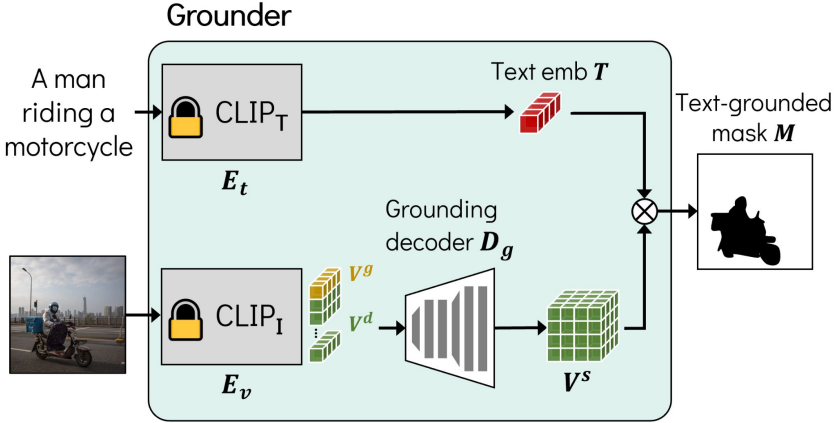 Grounder
A man
riding a
motorcycle
CLIP_T
E_t
Text emb T
Text-grounded
mask M
Grounding
decoder D_g
CLIP_I
E_v
V^g
V^d
V^s